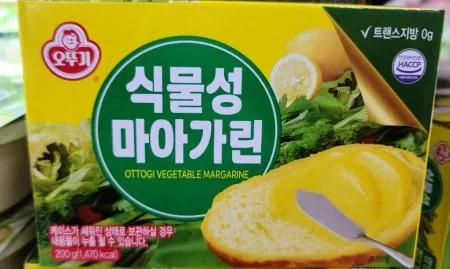 오뚜기
✓ 트랜스지방 0g
HACCP
식물성
마아가린
OTTOGI VEGETABLE MARGARINE
케이스가 세워진 상태로 보관하실 경우
내용물이 누출 될 수 있습니다.
200 g(1,470 kcal)